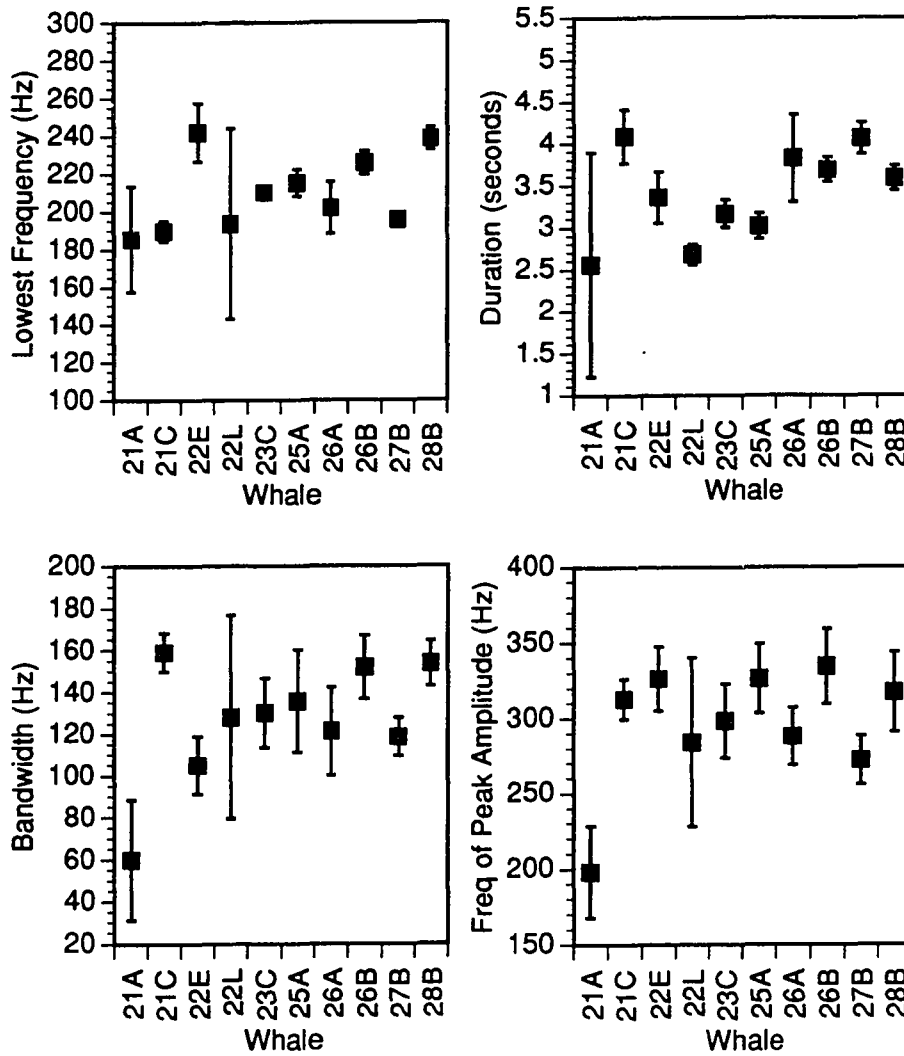 Lowest Frequency (Hz)
300
280
260
240
220
200
180
160
140
120
100
21A
21C
22E
22L
23C
25A
26A
26B
27B
28B
Whale
Duration (seconds)
5.5
5
4.5
4
3.5
3
2.5
2
1.5
1
21A
21C
22E
22L
23C
25A
26A
26B
27B
28B
Whale
Bandwidth (Hz)
200
180
160
140
120
100
80
60
40
20
21A
21C
22E
22L
23C
25A
26A
26B
27B
28B
Whale
Freq of Peak Amplitude (Hz)
400
350
300
250
200
150
21A
21C
22E
22L
23C
25A
26A
26B
27B
28B
Whale